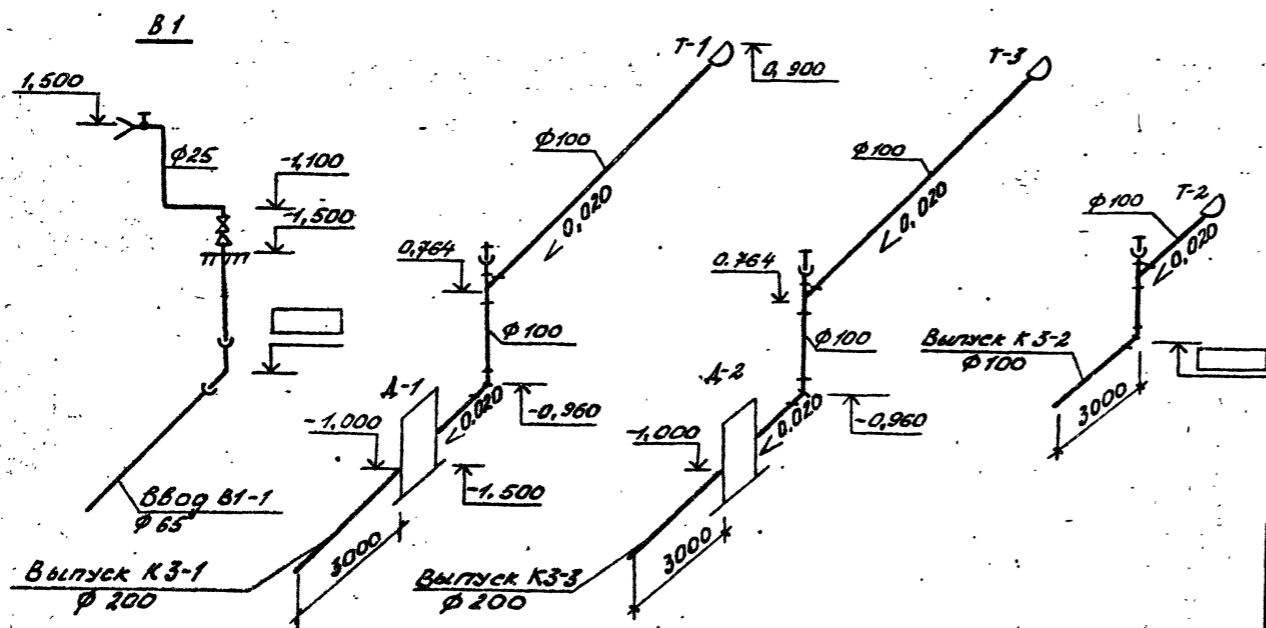 В 1
1,500
ф25
-1,100
-1,500
Ввод В1-1
ф 65
Т-1
0,900
ф100
<0,020
0.764
ф100
Д-1
<0,020
-0,960
-1,000
-1.500
3000
Выпуск К3-1
ф 200
Т-3
ф100
<0,020
0.764
ф100
Д-2
<0,020
-0,960
-1,000
3000
Выпуск К3-3
ф 200
Т-2
ф100
<0,020
Выпуск К3-2
ф100
3000